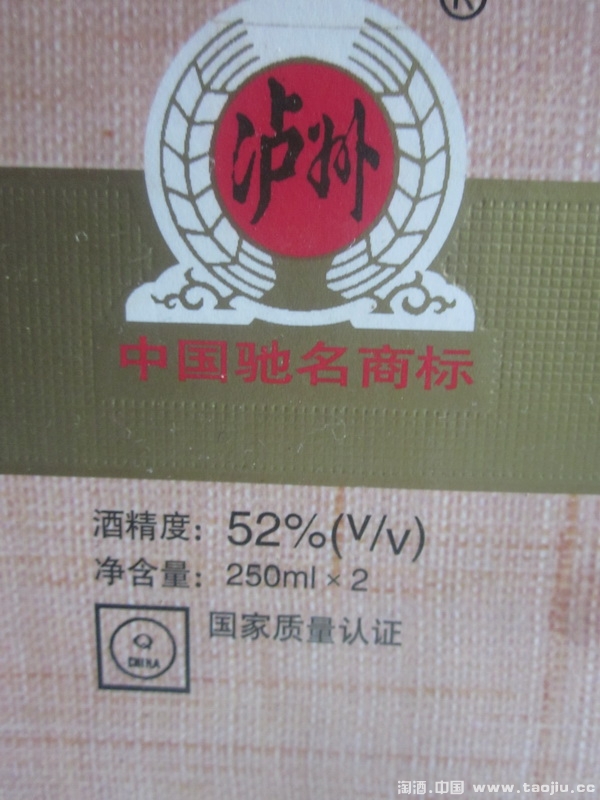 ®
泸州
中国驰名商标
酒精度：52%(V/v)
净含量：250ml×2
国家质量认证
CHINA
淘酒.中国 www.taojiu.cc